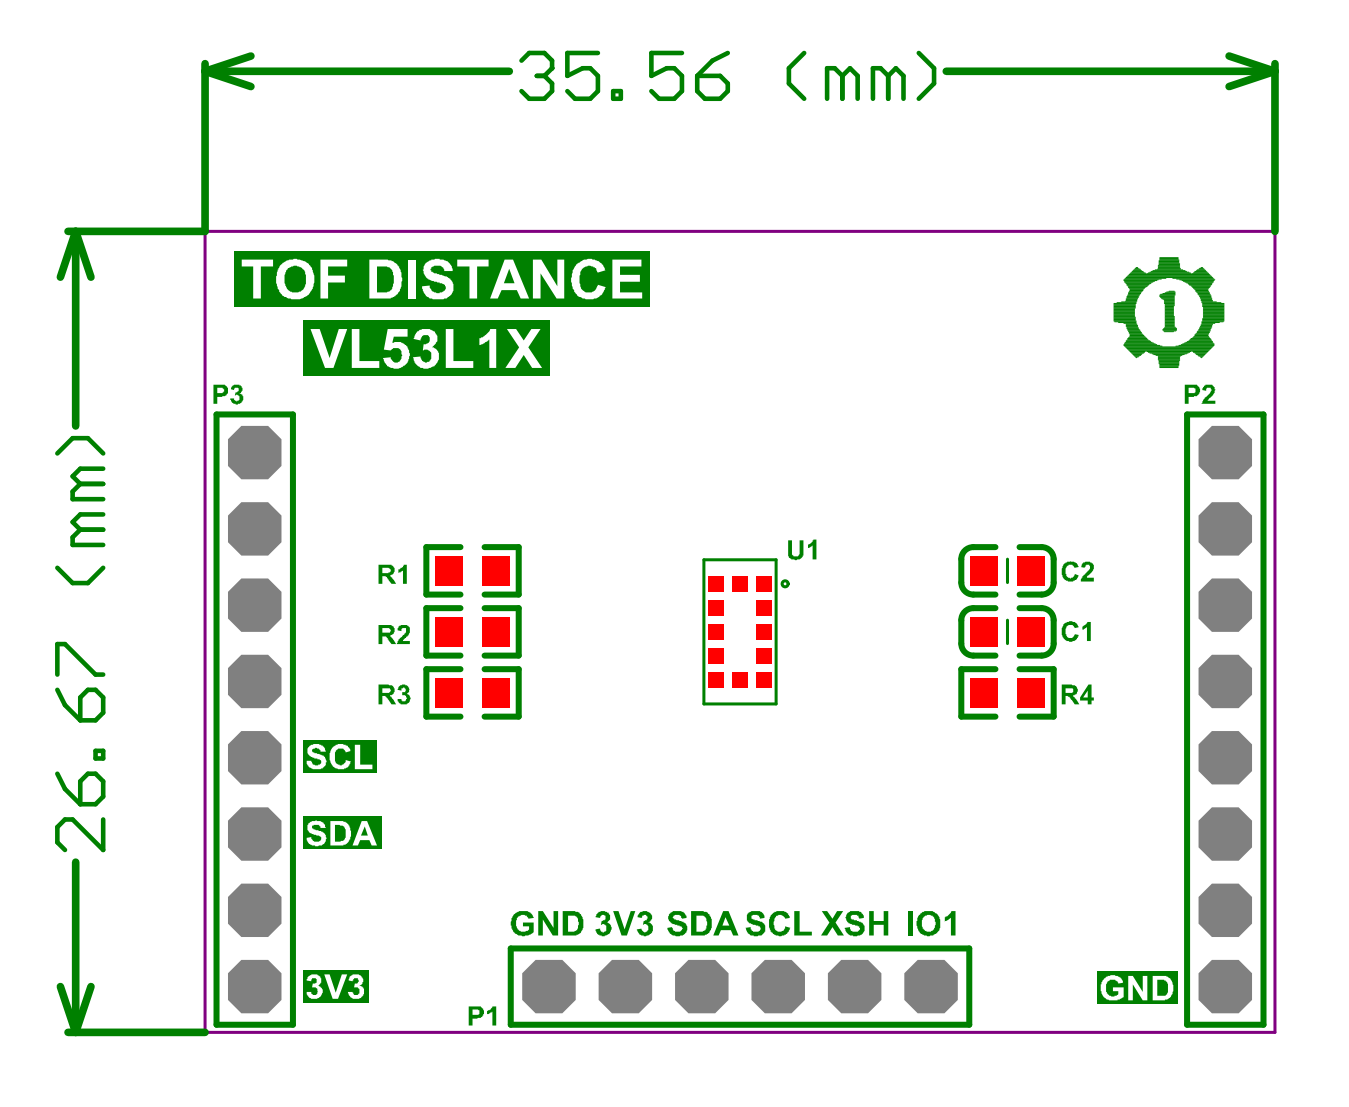 35.56 (mm)
26.67 (mm)
TOF DISTANCE
VL53L1X
1
P3
P2
U1
R1
C2
R2
C1
R3
R4
SCL
SDA
GND 3V3 SDA SCL XSH IO1
3V3
GND
P1